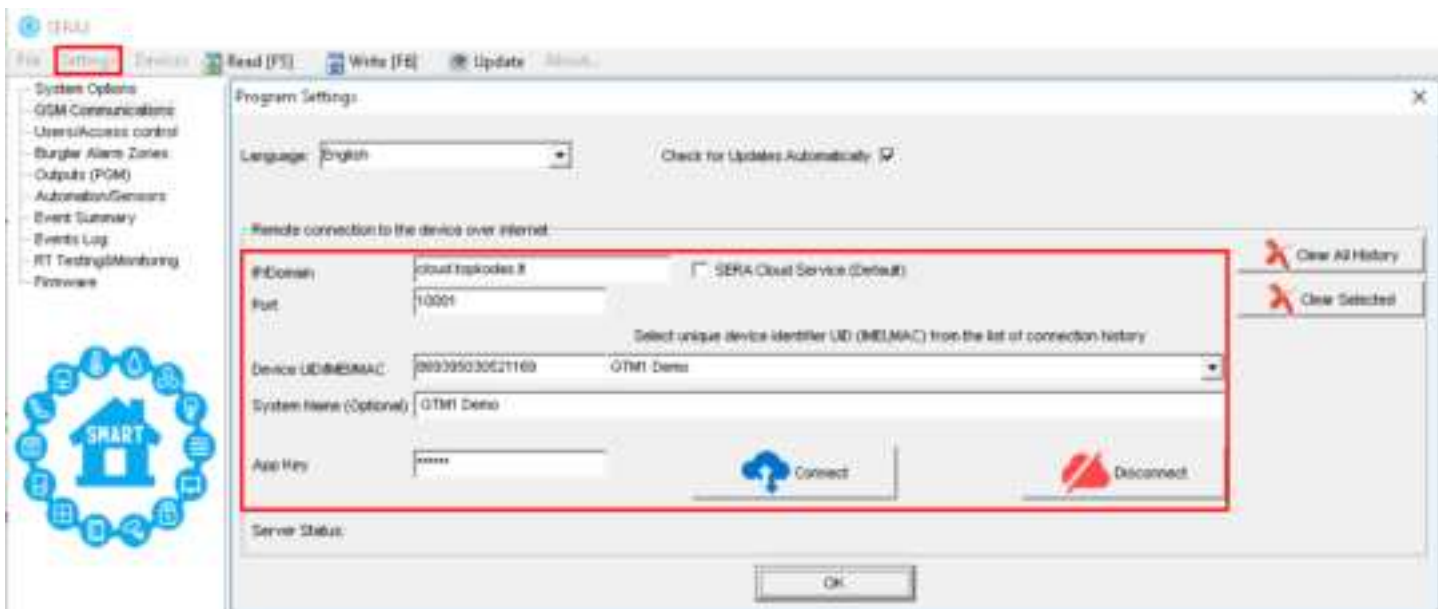 SERA2
File Settings Devices Read [F5] Write [F6] Update About...
System Options
GSM Communications
Users/Access control
Burglar Alarm Zones
Outputs (PGM)
Automation/Sensors
Event Summary
Events Log
RT Testing&Monitoring
Firmware
SMART
Program Settings
Language: English Check for Updates Automatically
Remote connection to the device over internet
IP/Domain cloud.topkodas.lt SERA Cloud Service (Default)
Port 10001
Select unique device identifier UID (IMEI/MAC) from the list of connection history
Device UID/IMEI/MAC GTM1 Demo
System Name (Optional) GTM1 Demo
App Key ****** Connect Disconnect
Clear All History
Clear Selected
Server Status:
OK